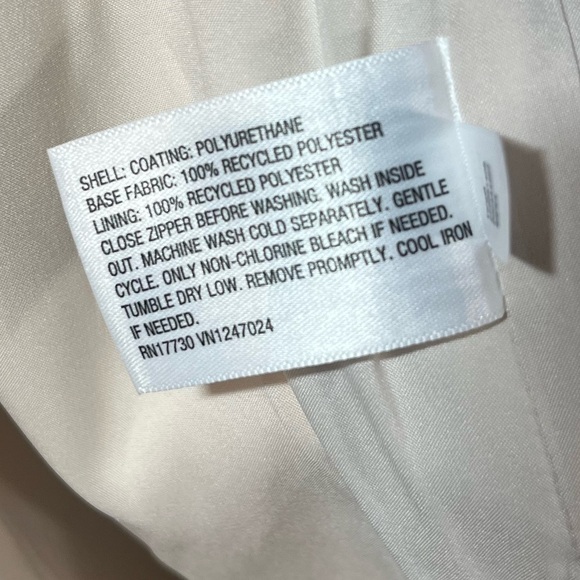 SHELL: COATING: POLYURETHANE
BASE FABRIC: 100% RECYCLED POLYESTER
LINING: 100% RECYCLED POLYESTER
CLOSE ZIPPER BEFORE WASHING. WASH INSIDE
OUT. MACHINE WASH COLD SEPARATELY. GENTLE
CYCLE. ONLY NON-CHLORINE BLEACH IF NEEDED.
TUMBLE DRY LOW. REMOVE PROMPTLY. COOL IRON
IF NEEDED.
RN17730 VN1247024